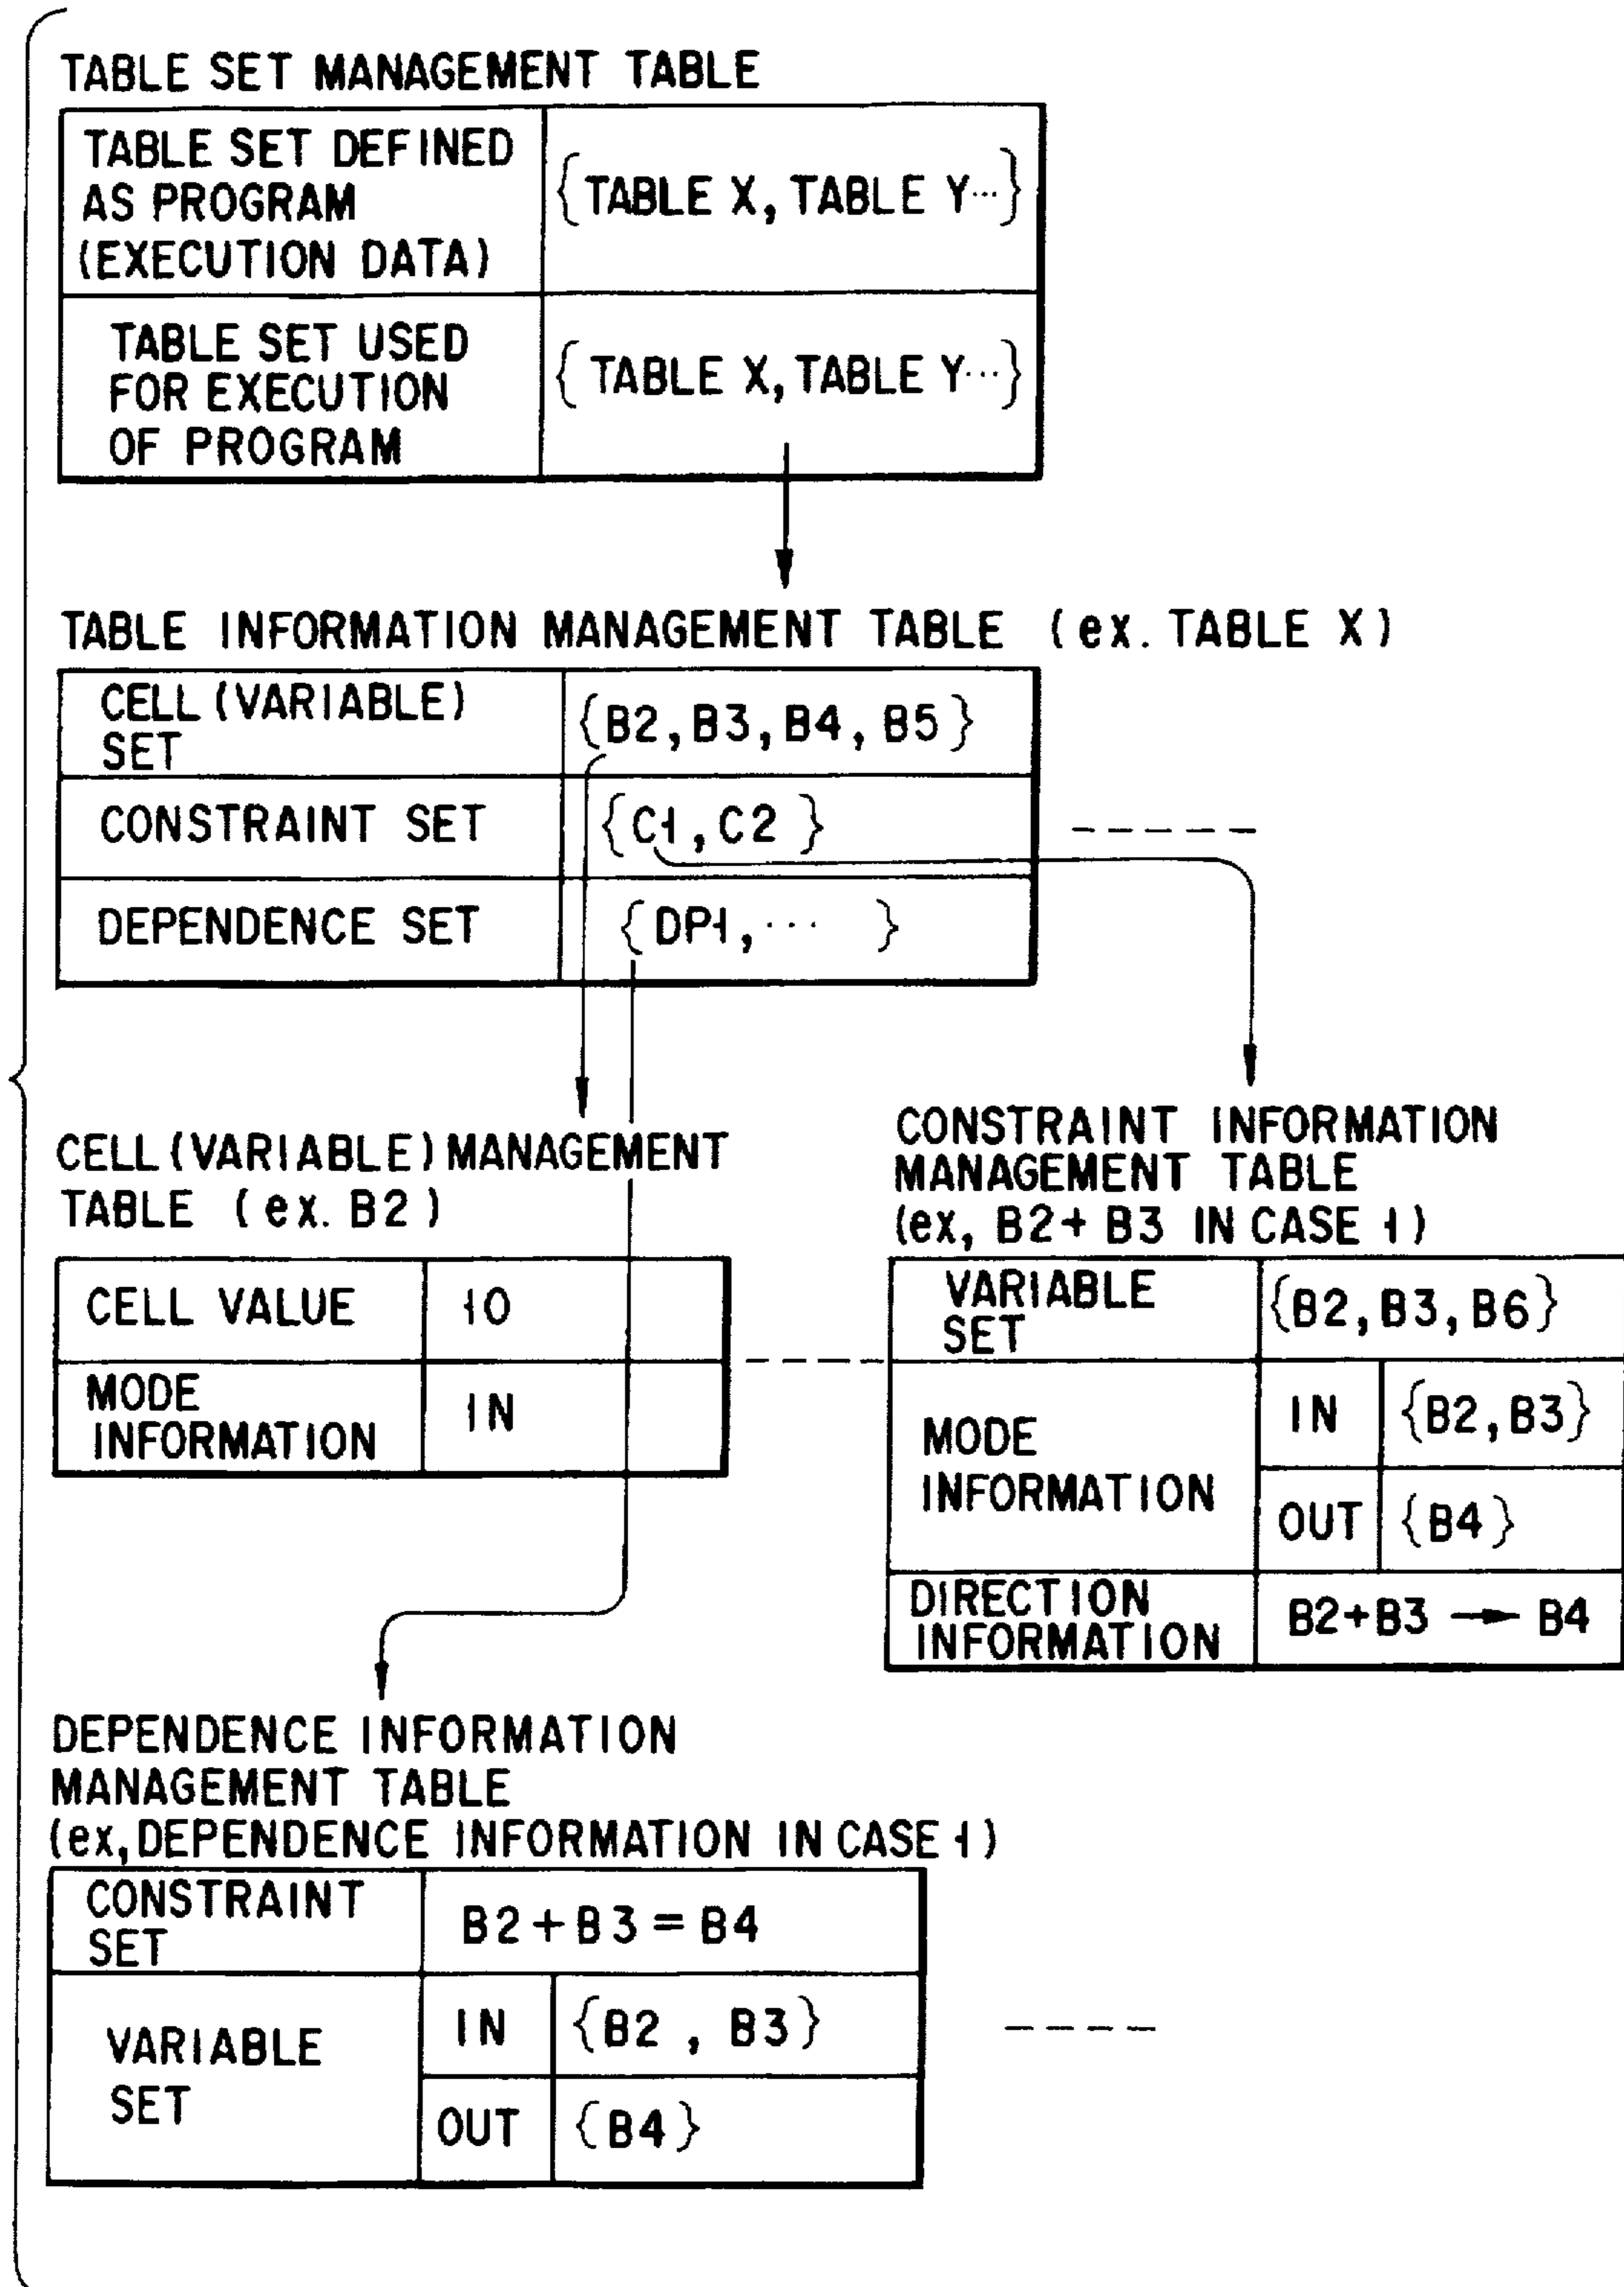 TABLE SET MANAGEMENT TABLE
TABLE SET DEFINED
AS PROGRAM
(EXECUTION DATA)
{TABLE X, TABLE Y···}
TABLE SET USED
FOR EXECUTION
OF PROGRAM
{TABLE X, TABLE Y···}
TABLE INFORMATION MANAGEMENT TABLE (ex. TABLE X)
CELL (VARIABLE)
SET
{B2, B3, B4, B5}
CONSTRAINT SET
{C1, C2}
DEPENDENCE SET
{DP1, ··· }
CELL (VARIABLE) MANAGEMENT
TABLE (ex. B2)
CELL VALUE
10
MODE
INFORMATION
IN
CONSTRAINT INFORMATION
MANAGEMENT TABLE
(ex, B2+ B3 IN CASE 1)
VARIABLE
SET
{B2, B3, B6}
MODE
INFORMATION
IN
{B2, B3}
OUT
{B4}
DIRECTION
INFORMATION
B2+B3 → B4
DEPENDENCE INFORMATION
MANAGEMENT TABLE
(ex, DEPENDENCE INFORMATION IN CASE 1)
CONSTRAINT
SET
B2+B3=B4
VARIABLE
SET
IN
{B2 , B3}
OUT
{B4}